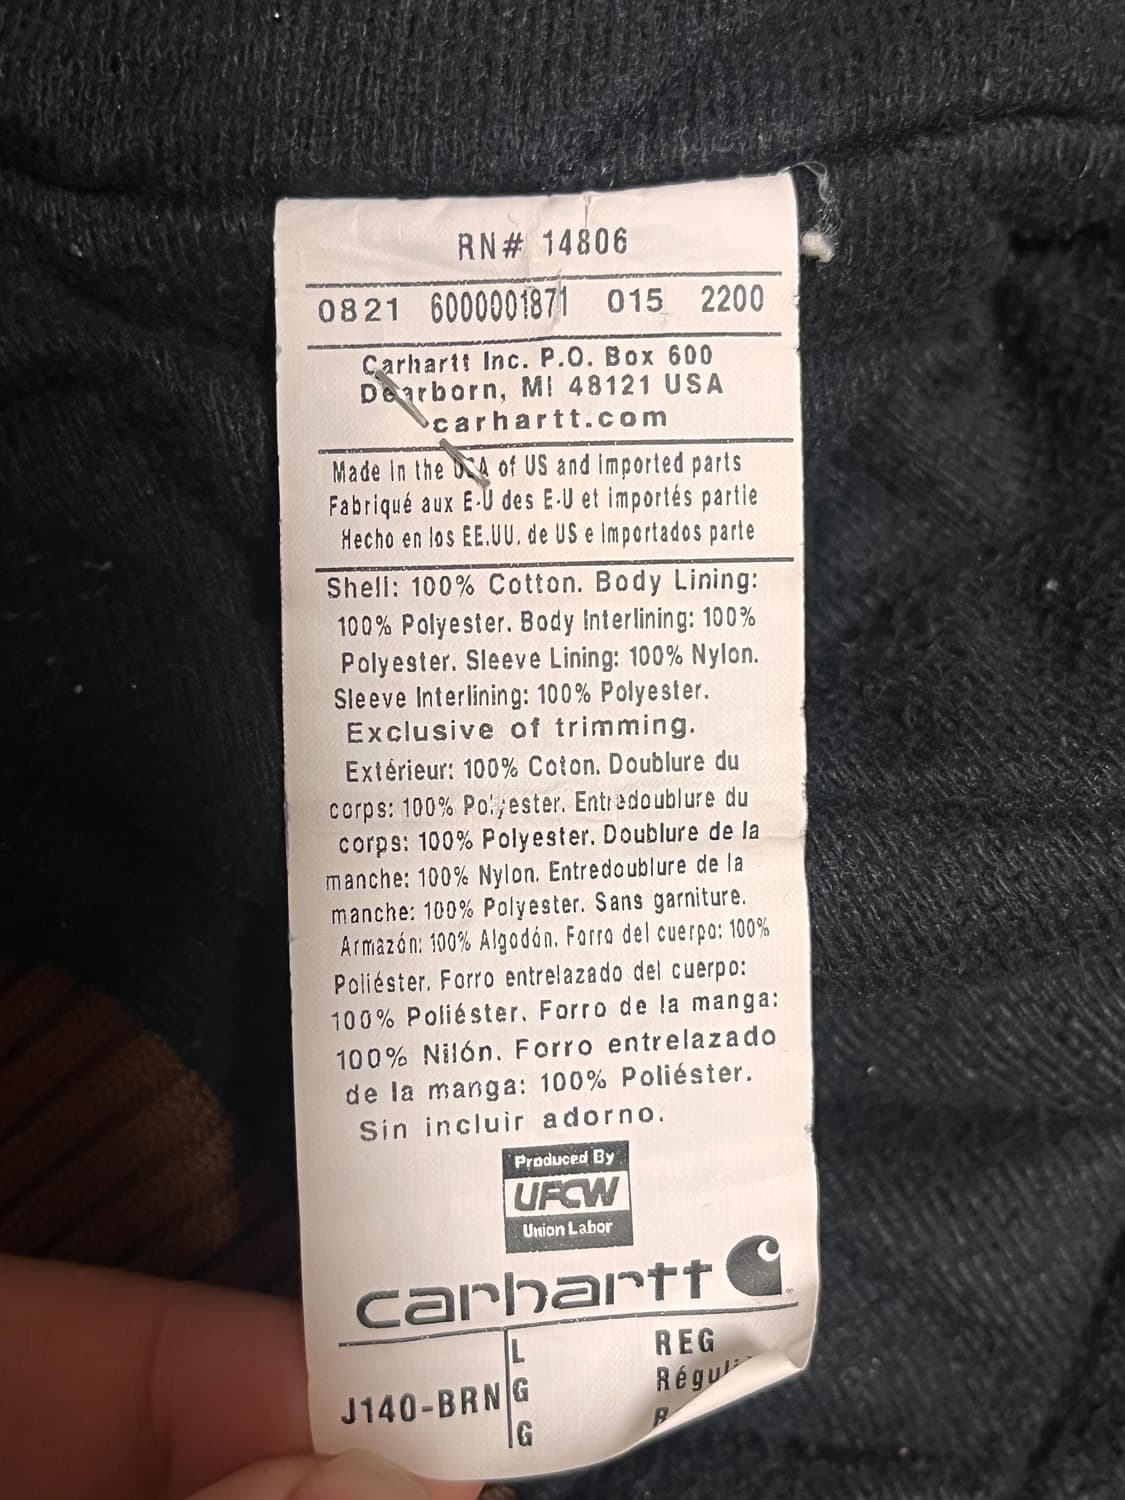 RN# 14806
0821 6000001871 015 2200
Carhartt Inc. P.O. Box 600
Dearborn, MI 48121 USA
carhartt.com
Made in the USA of US and imported parts
Fabriqué aux E-U des E-U et importés partie
Hecho en los EE.UU. de US e importados parte
Shell: 100% Cotton. Body Lining:
100% Polyester. Body Interlining: 100%
Polyester. Sleeve Lining: 100% Nylon.
Sleeve Interlining: 100% Polyester.
Exclusive of trimming.
Extérieur: 100% Coton. Doublure du
corps: 100% Polyester. Entredoublure du
corps: 100% Polyester. Doublure de la
manche: 100% Nylon. Entredoublure de la
manche: 100% Polyester. Sans garniture.
Armazón: 100% Algodón. Forro del cuerpo: 100%
Poliéster. Forro entrelazado del cuerpo:
100% Poliéster. Forro de la manga:
100% Nilón. Forro entrelazado
de la manga: 100% Poliéster.
Sin incluir adorno.
Produced By
UFCW
Union Labor
carhartt
L REG
J140-BRN G
G